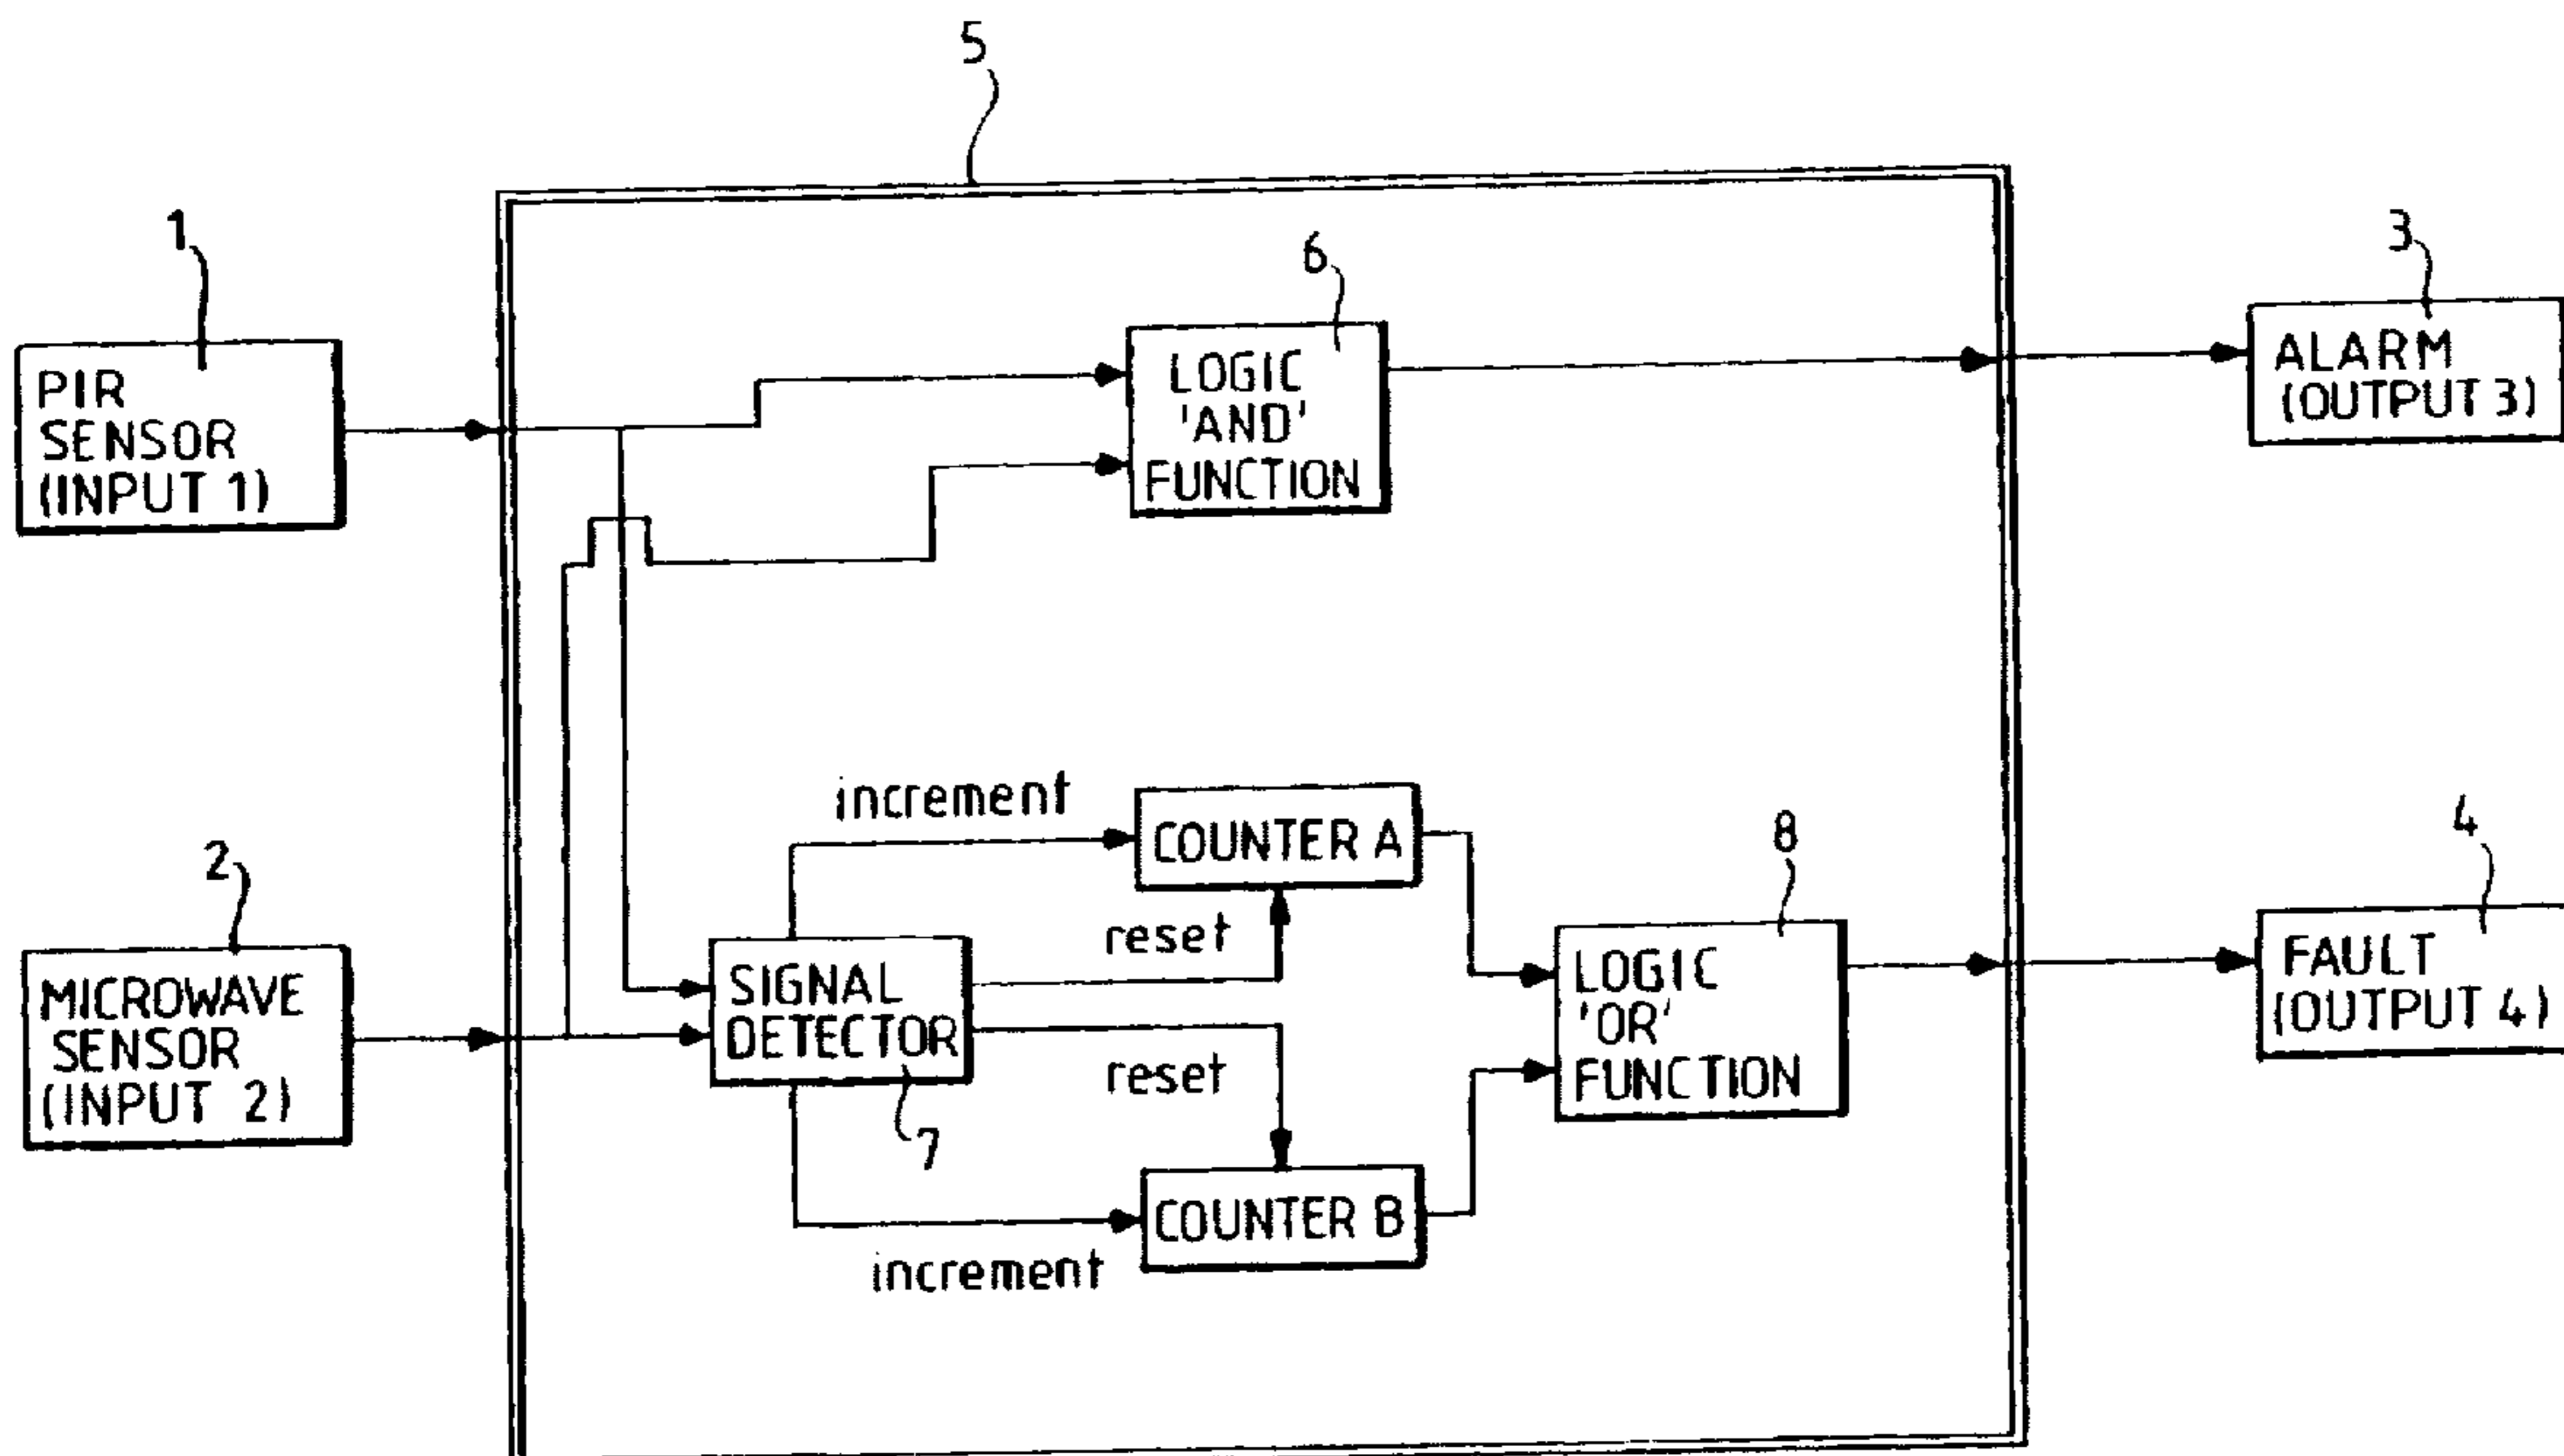 5
1
PIR
SENSOR
(INPUT 1)
6
LOGIC
'AND'
FUNCTION
3
ALARM
(OUTPUT 3)
2
MICROWAVE
SENSOR
(INPUT 2)
increment
COUNTER A
reset
SIGNAL
DETECTOR
7
reset
COUNTER B
increment
8
LOGIC
'OR'
FUNCTION
4
FAULT
(OUTPUT 4)